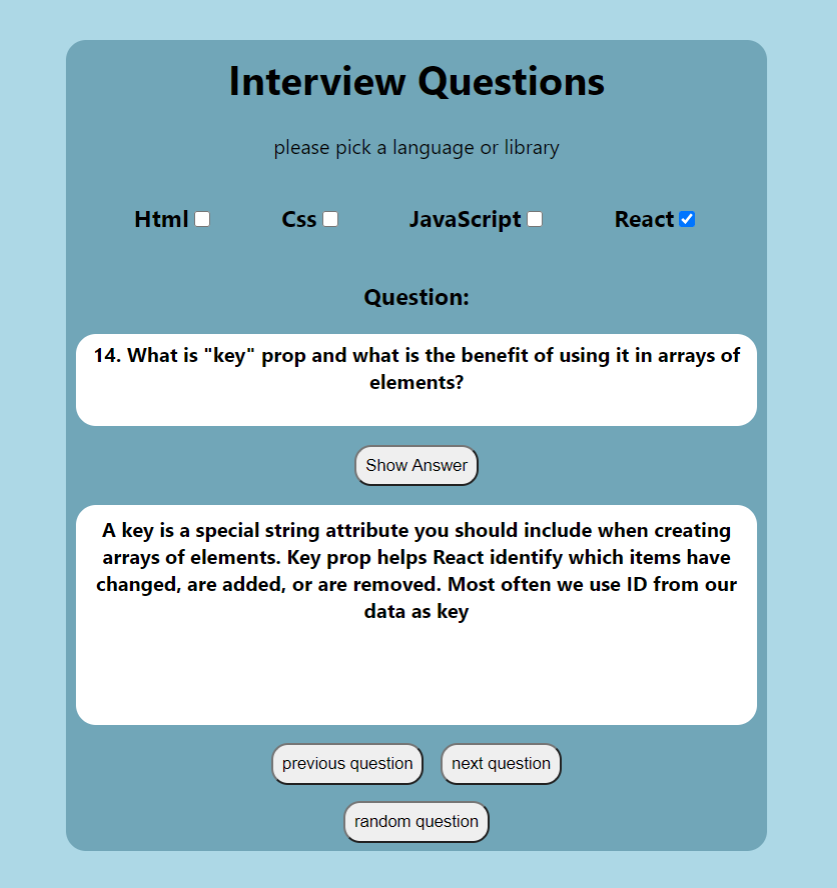 Interview Questions
please pick a language or library
Html Css JavaScript React
Question:
14. What is "key" prop and what is the benefit of using it in arrays of
elements?
Show Answer
A key is a special string attribute you should include when creating
arrays of elements. Key prop helps React identify which items have
changed, are added, or are removed. Most often we use ID from our
data as key
previous question next question
random question